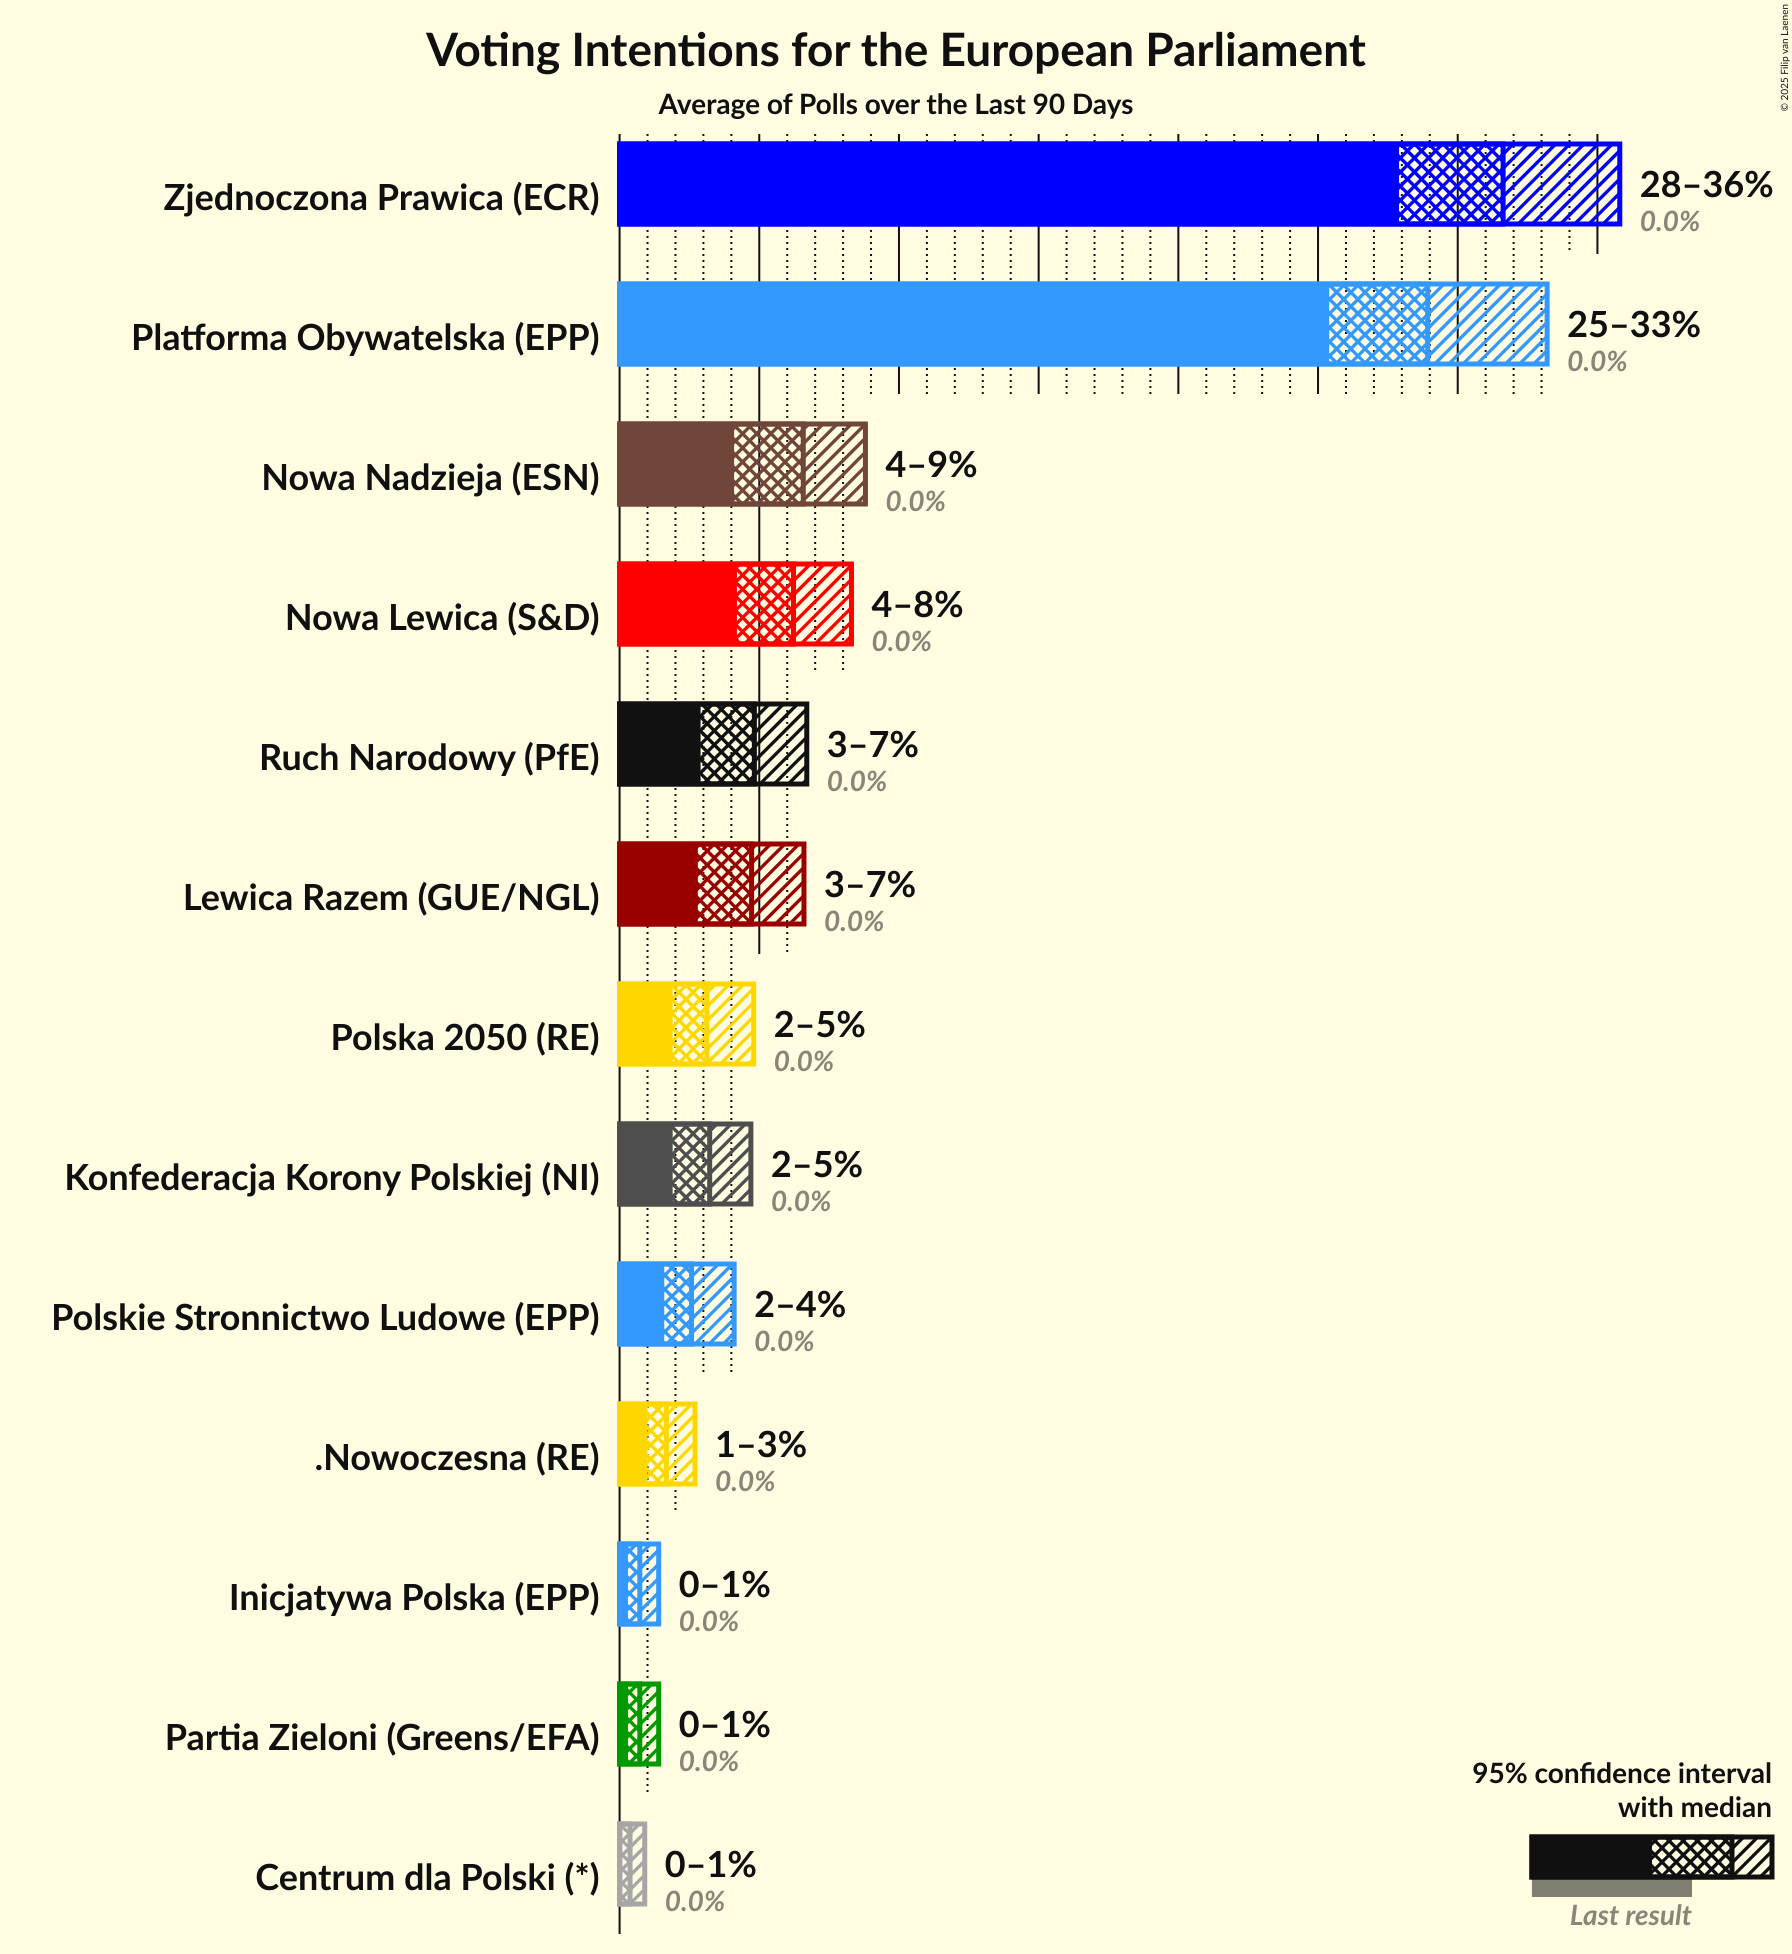 Voting Intentions for the European Parliament
Average of Polls over the Last 90 Days
© 2025 Filip van Laenen
Zjednoczona Prawica (ECR)
28–36%
0.0%
Platforma Obywatelska (EPP)
25–33%
0.0%
Nowa Nadzieja (ESN)
4–9%
0.0%
Nowa Lewica (S&D)
4–8%
0.0%
Ruch Narodowy (PfE)
3–7%
0.0%
Lewica Razem (GUE/NGL)
3–7%
0.0%
Polska 2050 (RE)
2–5%
0.0%
Konfederacja Korony Polskiej (NI)
2–5%
0.0%
Polskie Stronnictwo Ludowe (EPP)
2–4%
0.0%
.Nowoczesna (RE)
1–3%
0.0%
Inicjatywa Polska (EPP)
0–1%
0.0%
Partia Zieloni (Greens/EFA)
0–1%
0.0%
Centrum dla Polski (*)
0–1%
0.0%
95% confidence interval
with median
Last result